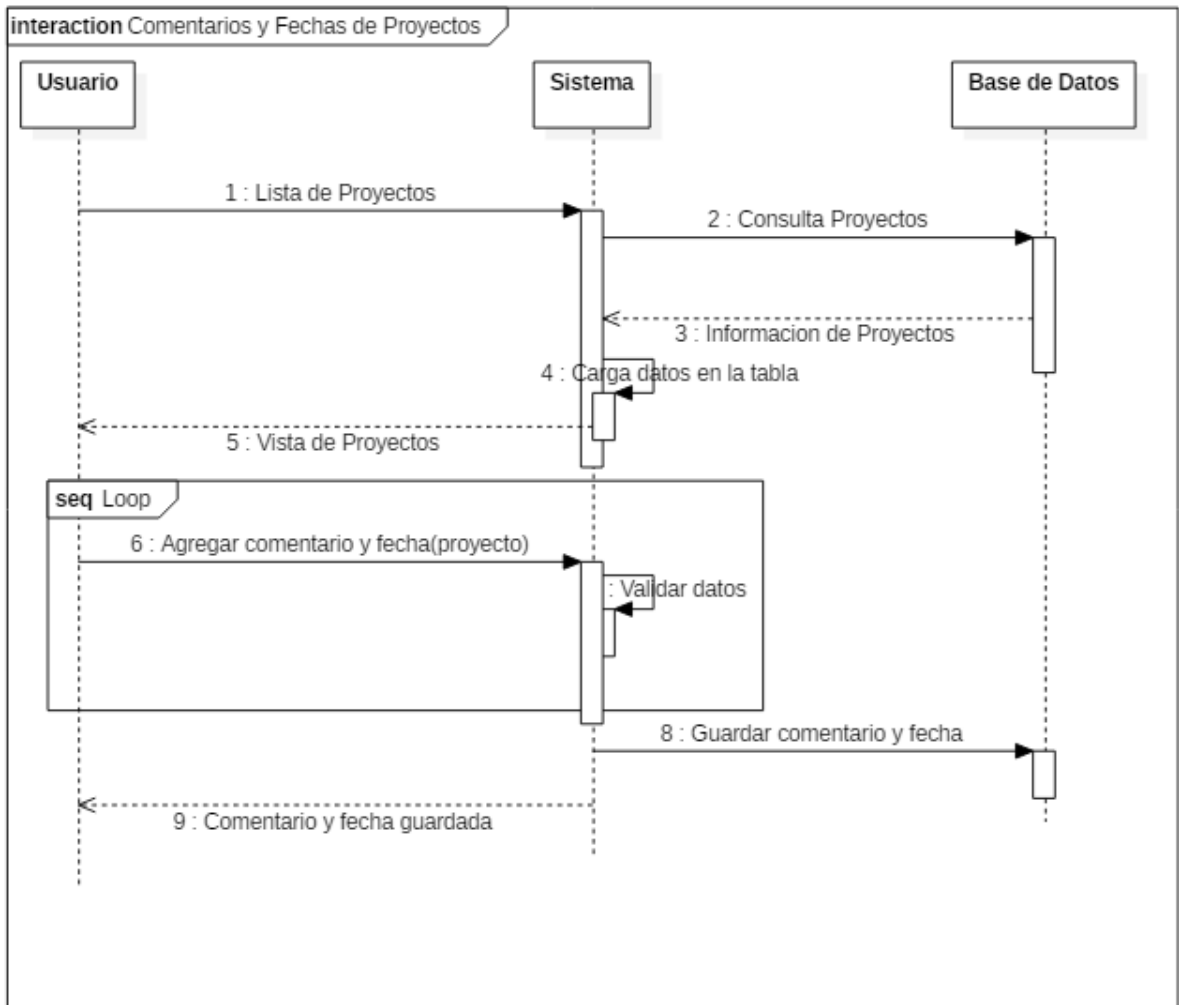 interaction Comentarios y Fechas de Proyectos
Usuario
Sistema
Base de Datos
1 : Lista de Proyectos
2 : Consulta Proyectos
3 : Informacion de Proyectos
4 : Carga datos en la tabla
5 : Vista de Proyectos
seq Loop
6 : Agregar comentario y fecha(proyecto)
: Validar datos
8 : Guardar comentario y fecha
9 : Comentario y fecha guardada